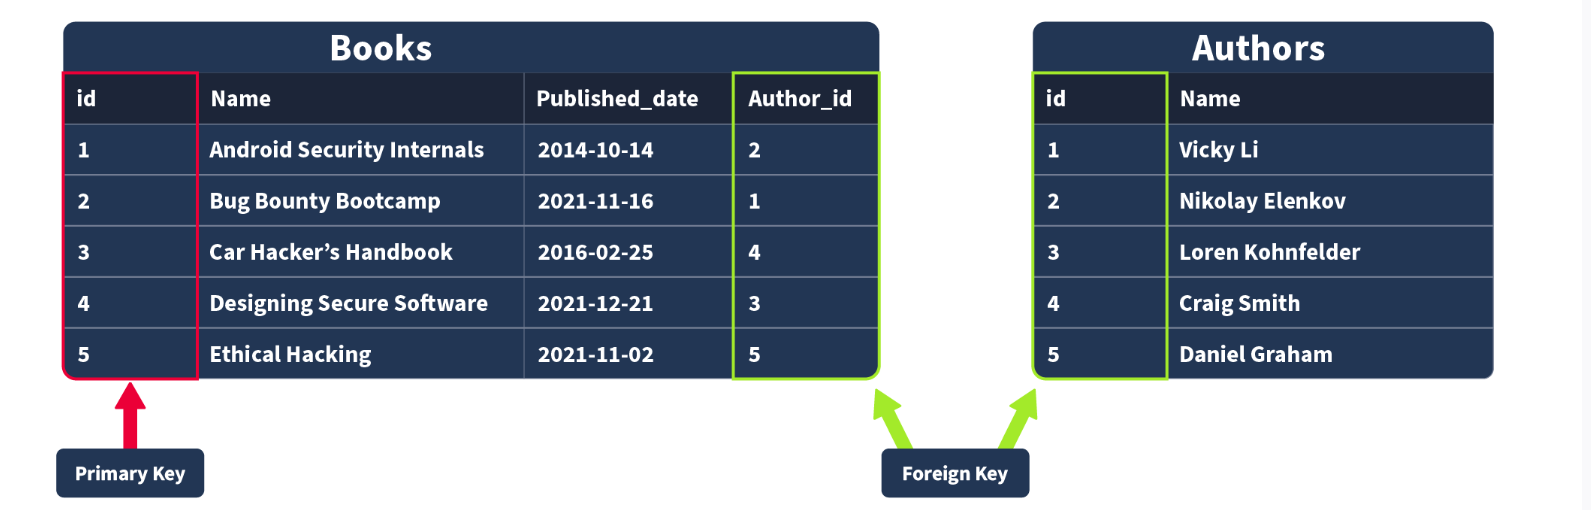 Books
id Name Published_date Author_id
1 Android Security Internals 2014-10-14 2
2 Bug Bounty Bootcamp 2021-11-16 1
3 Car Hacker’s Handbook 2016-02-25 4
4 Designing Secure Software 2021-12-21 3
5 Ethical Hacking 2021-11-02 5
Authors
id Name
1 Vicky Li
2 Nikolay Elenkov
3 Loren Kohnfelder
4 Craig Smith
5 Daniel Graham
Primary Key
Foreign Key